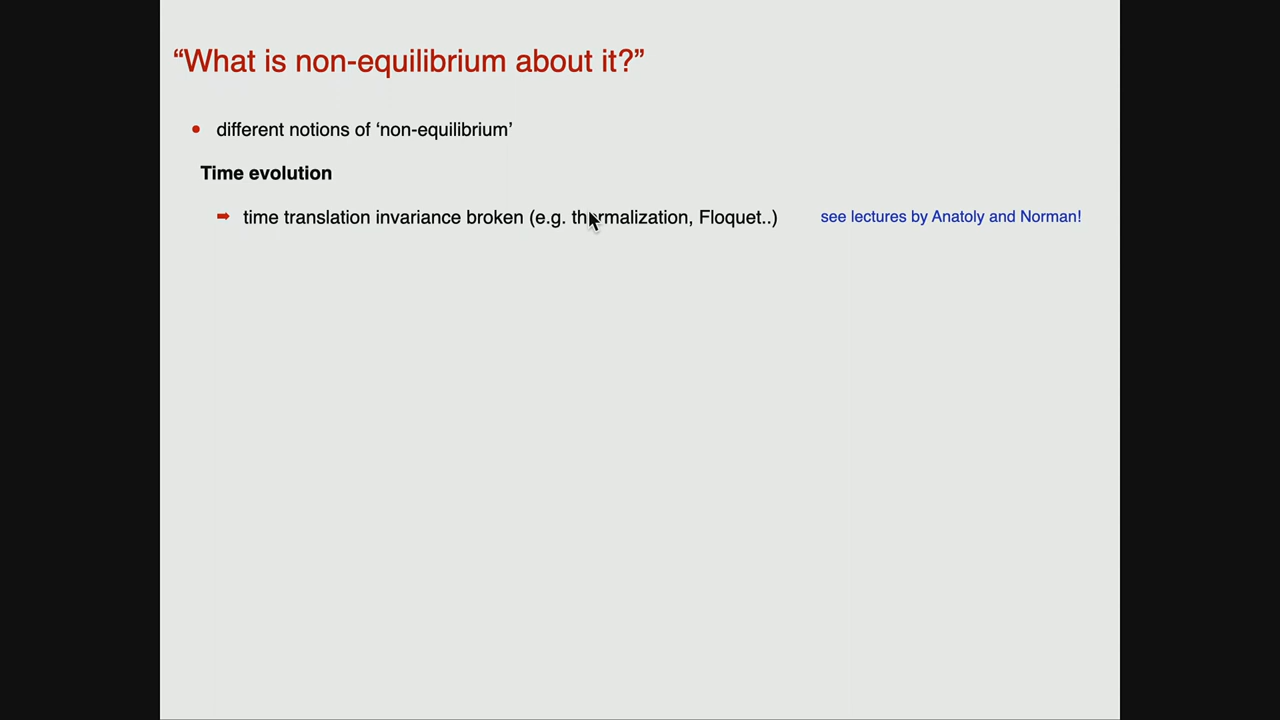 “What is non-equilibrium about it?”
different notions of ‘non-equilibrium’
Time evolution
time translation invariance broken (e.g. thermalization, Floquet..) see lectures by Anatoly and Norman!